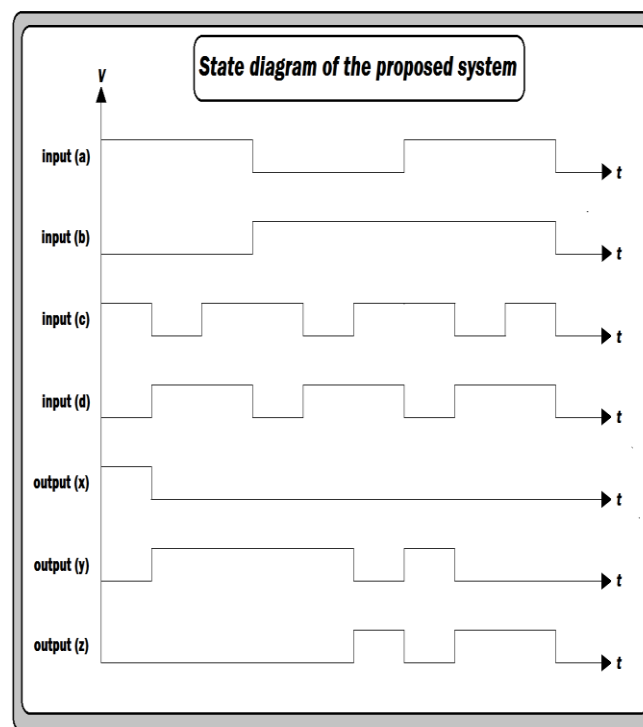 State diagram of the proposed system
V
input (a)
t
input (b)
t
input (c)
t
input (d)
t
output (x)
t
output (y)
t
output (z)
t